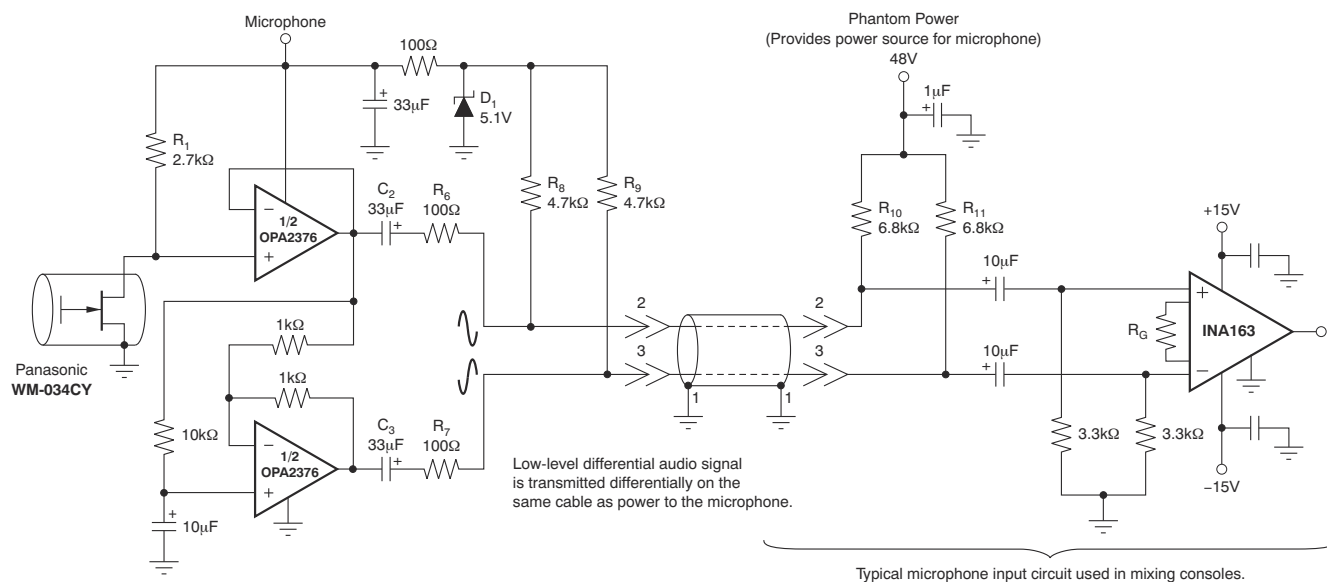 Microphone
100Ω
+
33μF
D1
5.1V
R1
2.7kΩ
−
1/2
OPA2376
+
C2
33μF
+
R6
100Ω
R8
4.7kΩ
R9
4.7kΩ
Panasonic
WM-034CY
1kΩ
1kΩ
10kΩ
−
1/2
OPA2376
+
C3
33μF
+
R7
100Ω
+
10μF
Low-level differential audio signal
is transmitted differentially on the
same cable as power to the microphone.
2
2
3
3
1
1
Phantom Power
(Provides power source for microphone)
48V
1μF
+
R10
6.8kΩ
R11
6.8kΩ
10μF
+
10μF
+
+15V
+
RG
INA163
−
3.3kΩ
3.3kΩ
−15V
Typical microphone input circuit used in mixing consoles.